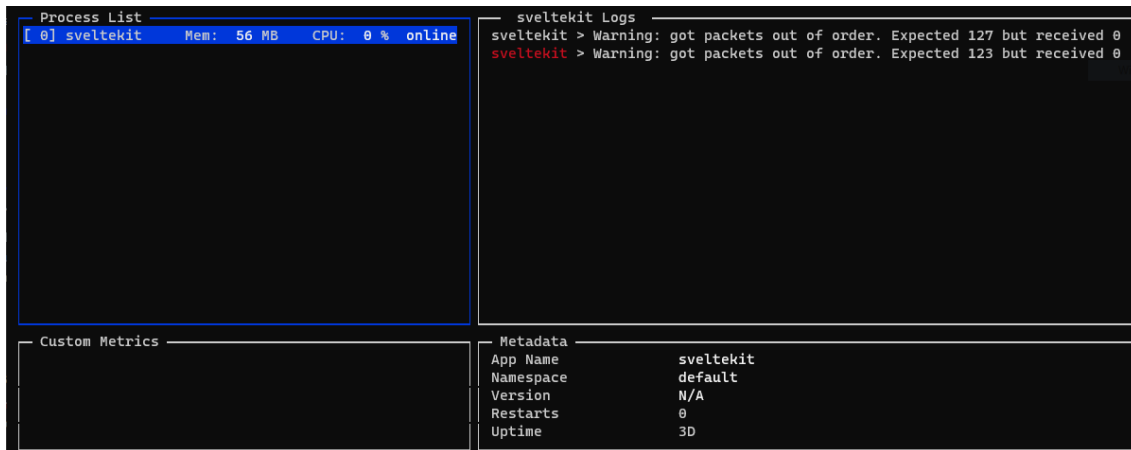 Process List
[ 0] sveltekit Mem: 56 MB CPU: 0 % online
sveltekit Logs
sveltekit > Warning: got packets out of order. Expected 127 but received 0
sveltekit > Warning: got packets out of order. Expected 123 but received 0
Custom Metrics
Metadata
App Name sveltekit
Namespace default
Version N/A
Restarts 0
Uptime 3D